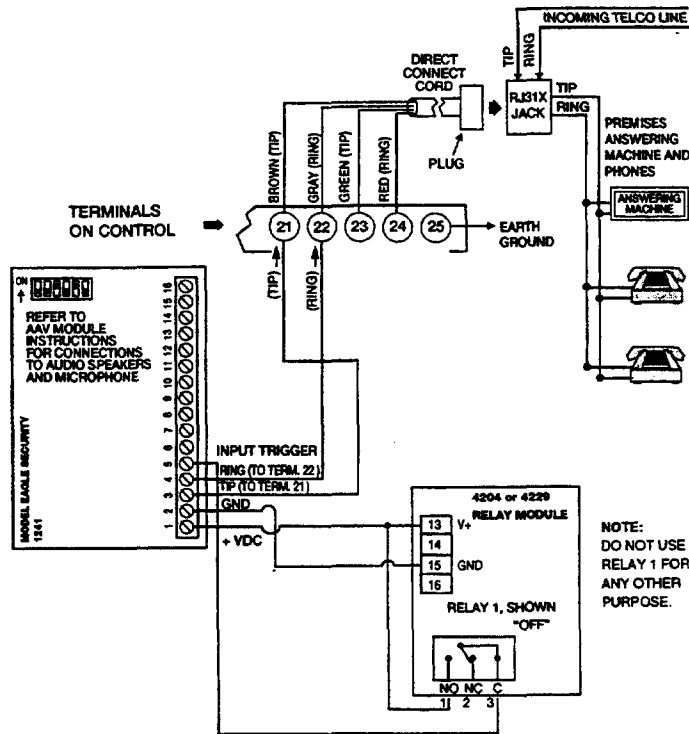 INCOMING TELCO LINE
TIP
RING
DIRECT
CONNECT
CORD
RJ31X
JACK
TIP
RING
PLUG
PREMISES
ANSWERING
MACHINE AND
PHONES
ANSWERING
MACHINE
BROWN (TIP)
GRAY (RING)
GREEN (TIP)
RED (RING)
TERMINALS
ON CONTROL
21
22
23
24
25
EARTH
GROUND
(TIP)
(RING)
ON
REFER TO
AAV MODULE
INSTRUCTIONS
FOR CONNECTIONS
TO AUDIO SPEAKERS
AND MICROPHONE
MODEL EAGLE SECURITY
1241
16
15
14
13
12
11
10
9
8
7
6
5
4
3
2
1
INPUT TRIGGER
RING (TO TERM. 22)
TIP (TO TERM. 21)
GND
+ VDC
4204 or 4229
RELAY MODULE
13 V+
14
15 GND
16
RELAY 1, SHOWN
"OFF"
NO NC C
1 2 3
NOTE:
DO NOT USE
RELAY 1 FOR
ANY OTHER
PURPOSE.